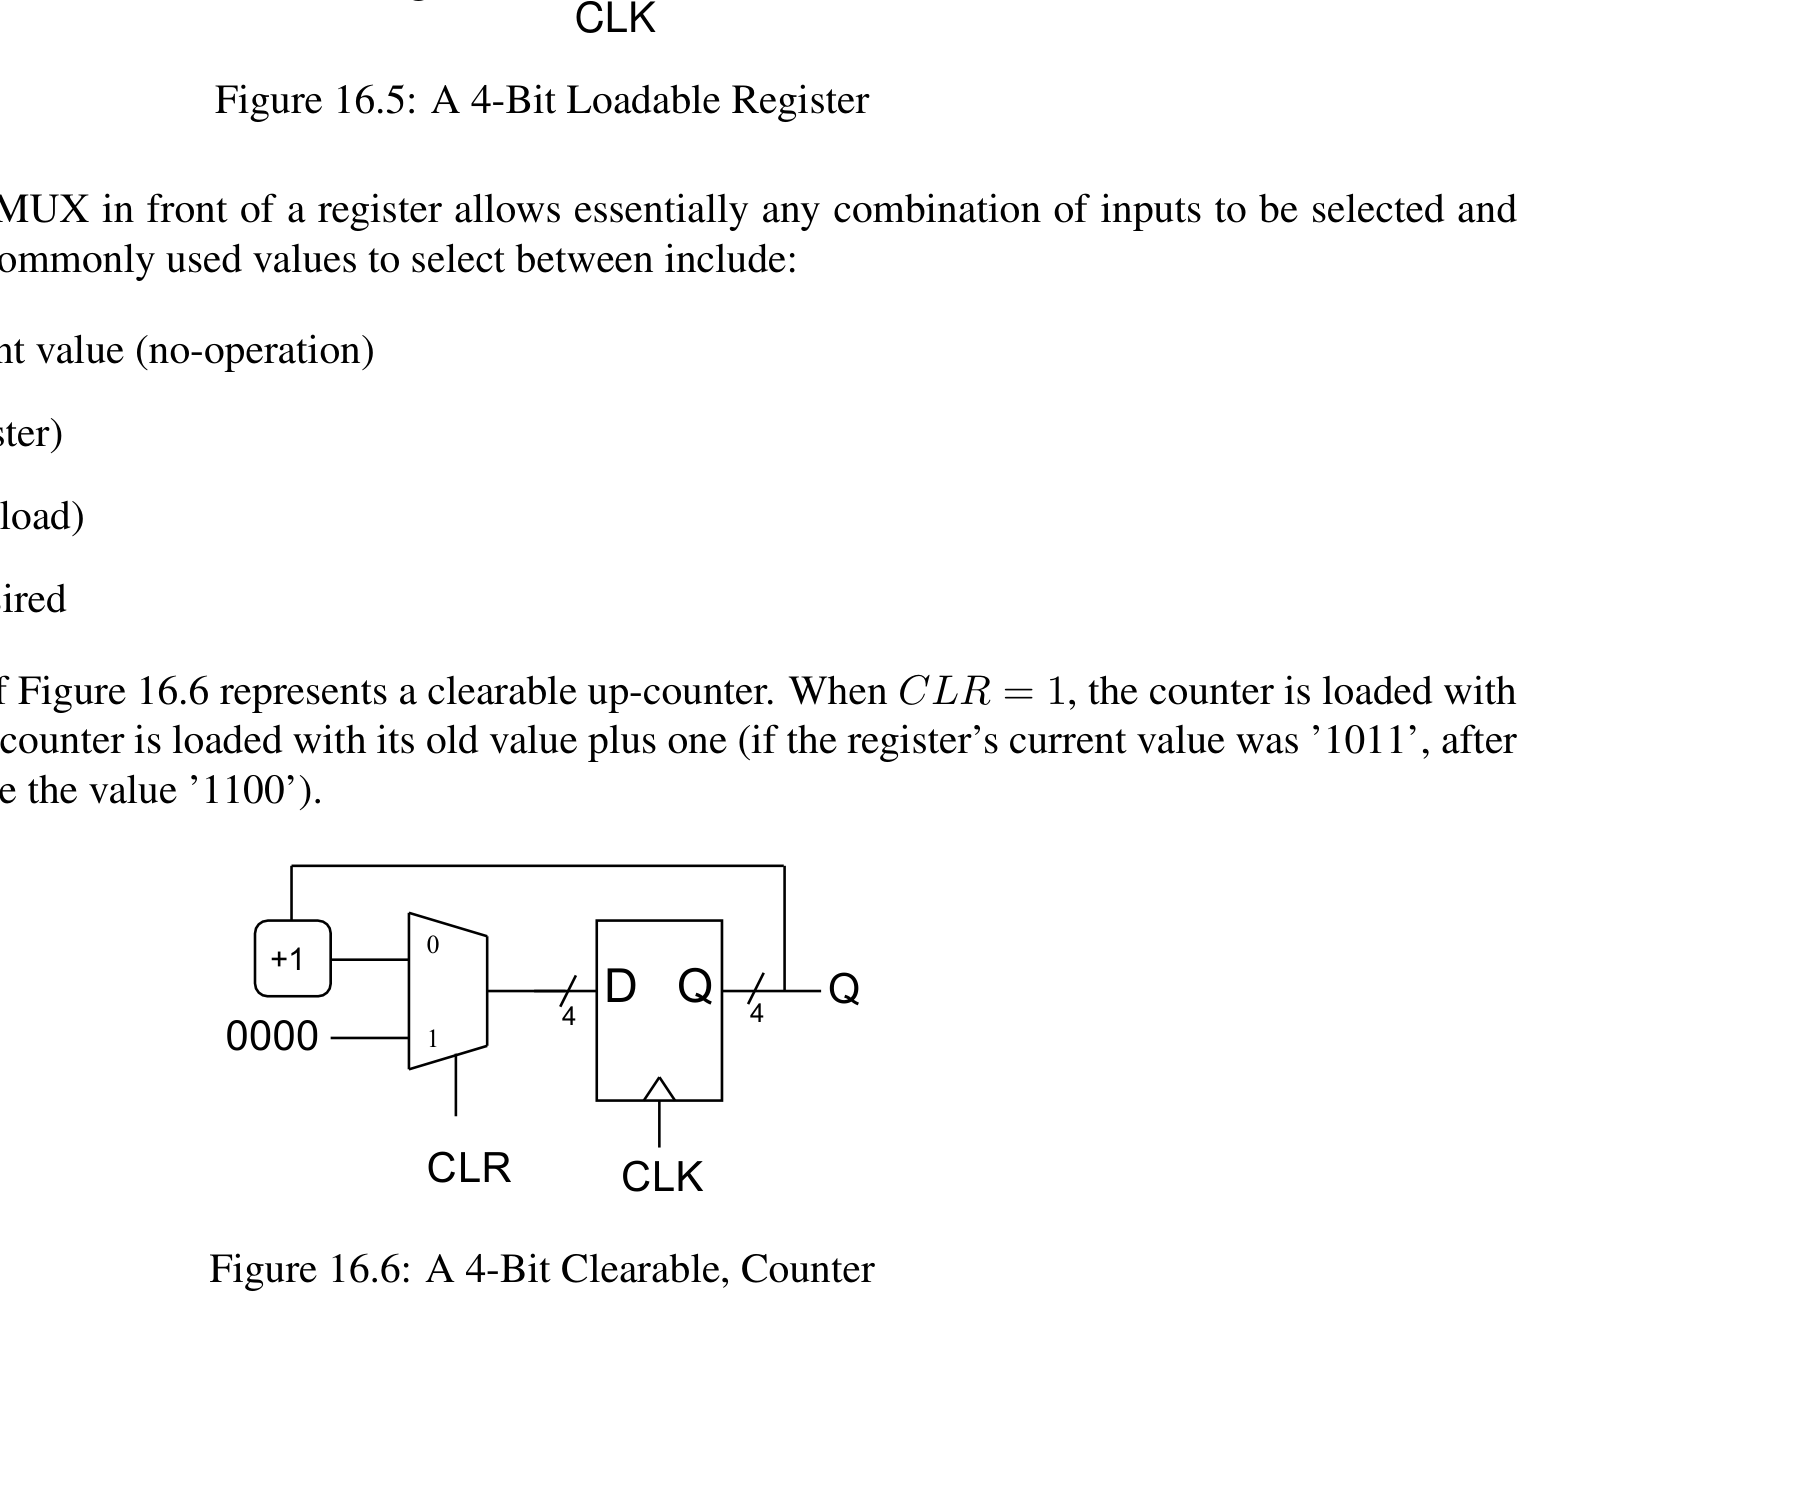 CLK
Figure 16.5: A 4-Bit Loadable Register
MUX in front of a register allows essentially any combination of inputs to be selected and
ommonly used values to select between include:
nt value (no-operation)
ster)
load)
ired
f Figure 16.6 represents a clearable up-counter. When CLR = 1, the counter is loaded with
counter is loaded with its old value plus one (if the register’s current value was ’1011’, after
e the value ’1100’).
+1
0
D Q
Q
4
4
0000
1
CLR
CLK
Figure 16.6: A 4-Bit Clearable, Counter